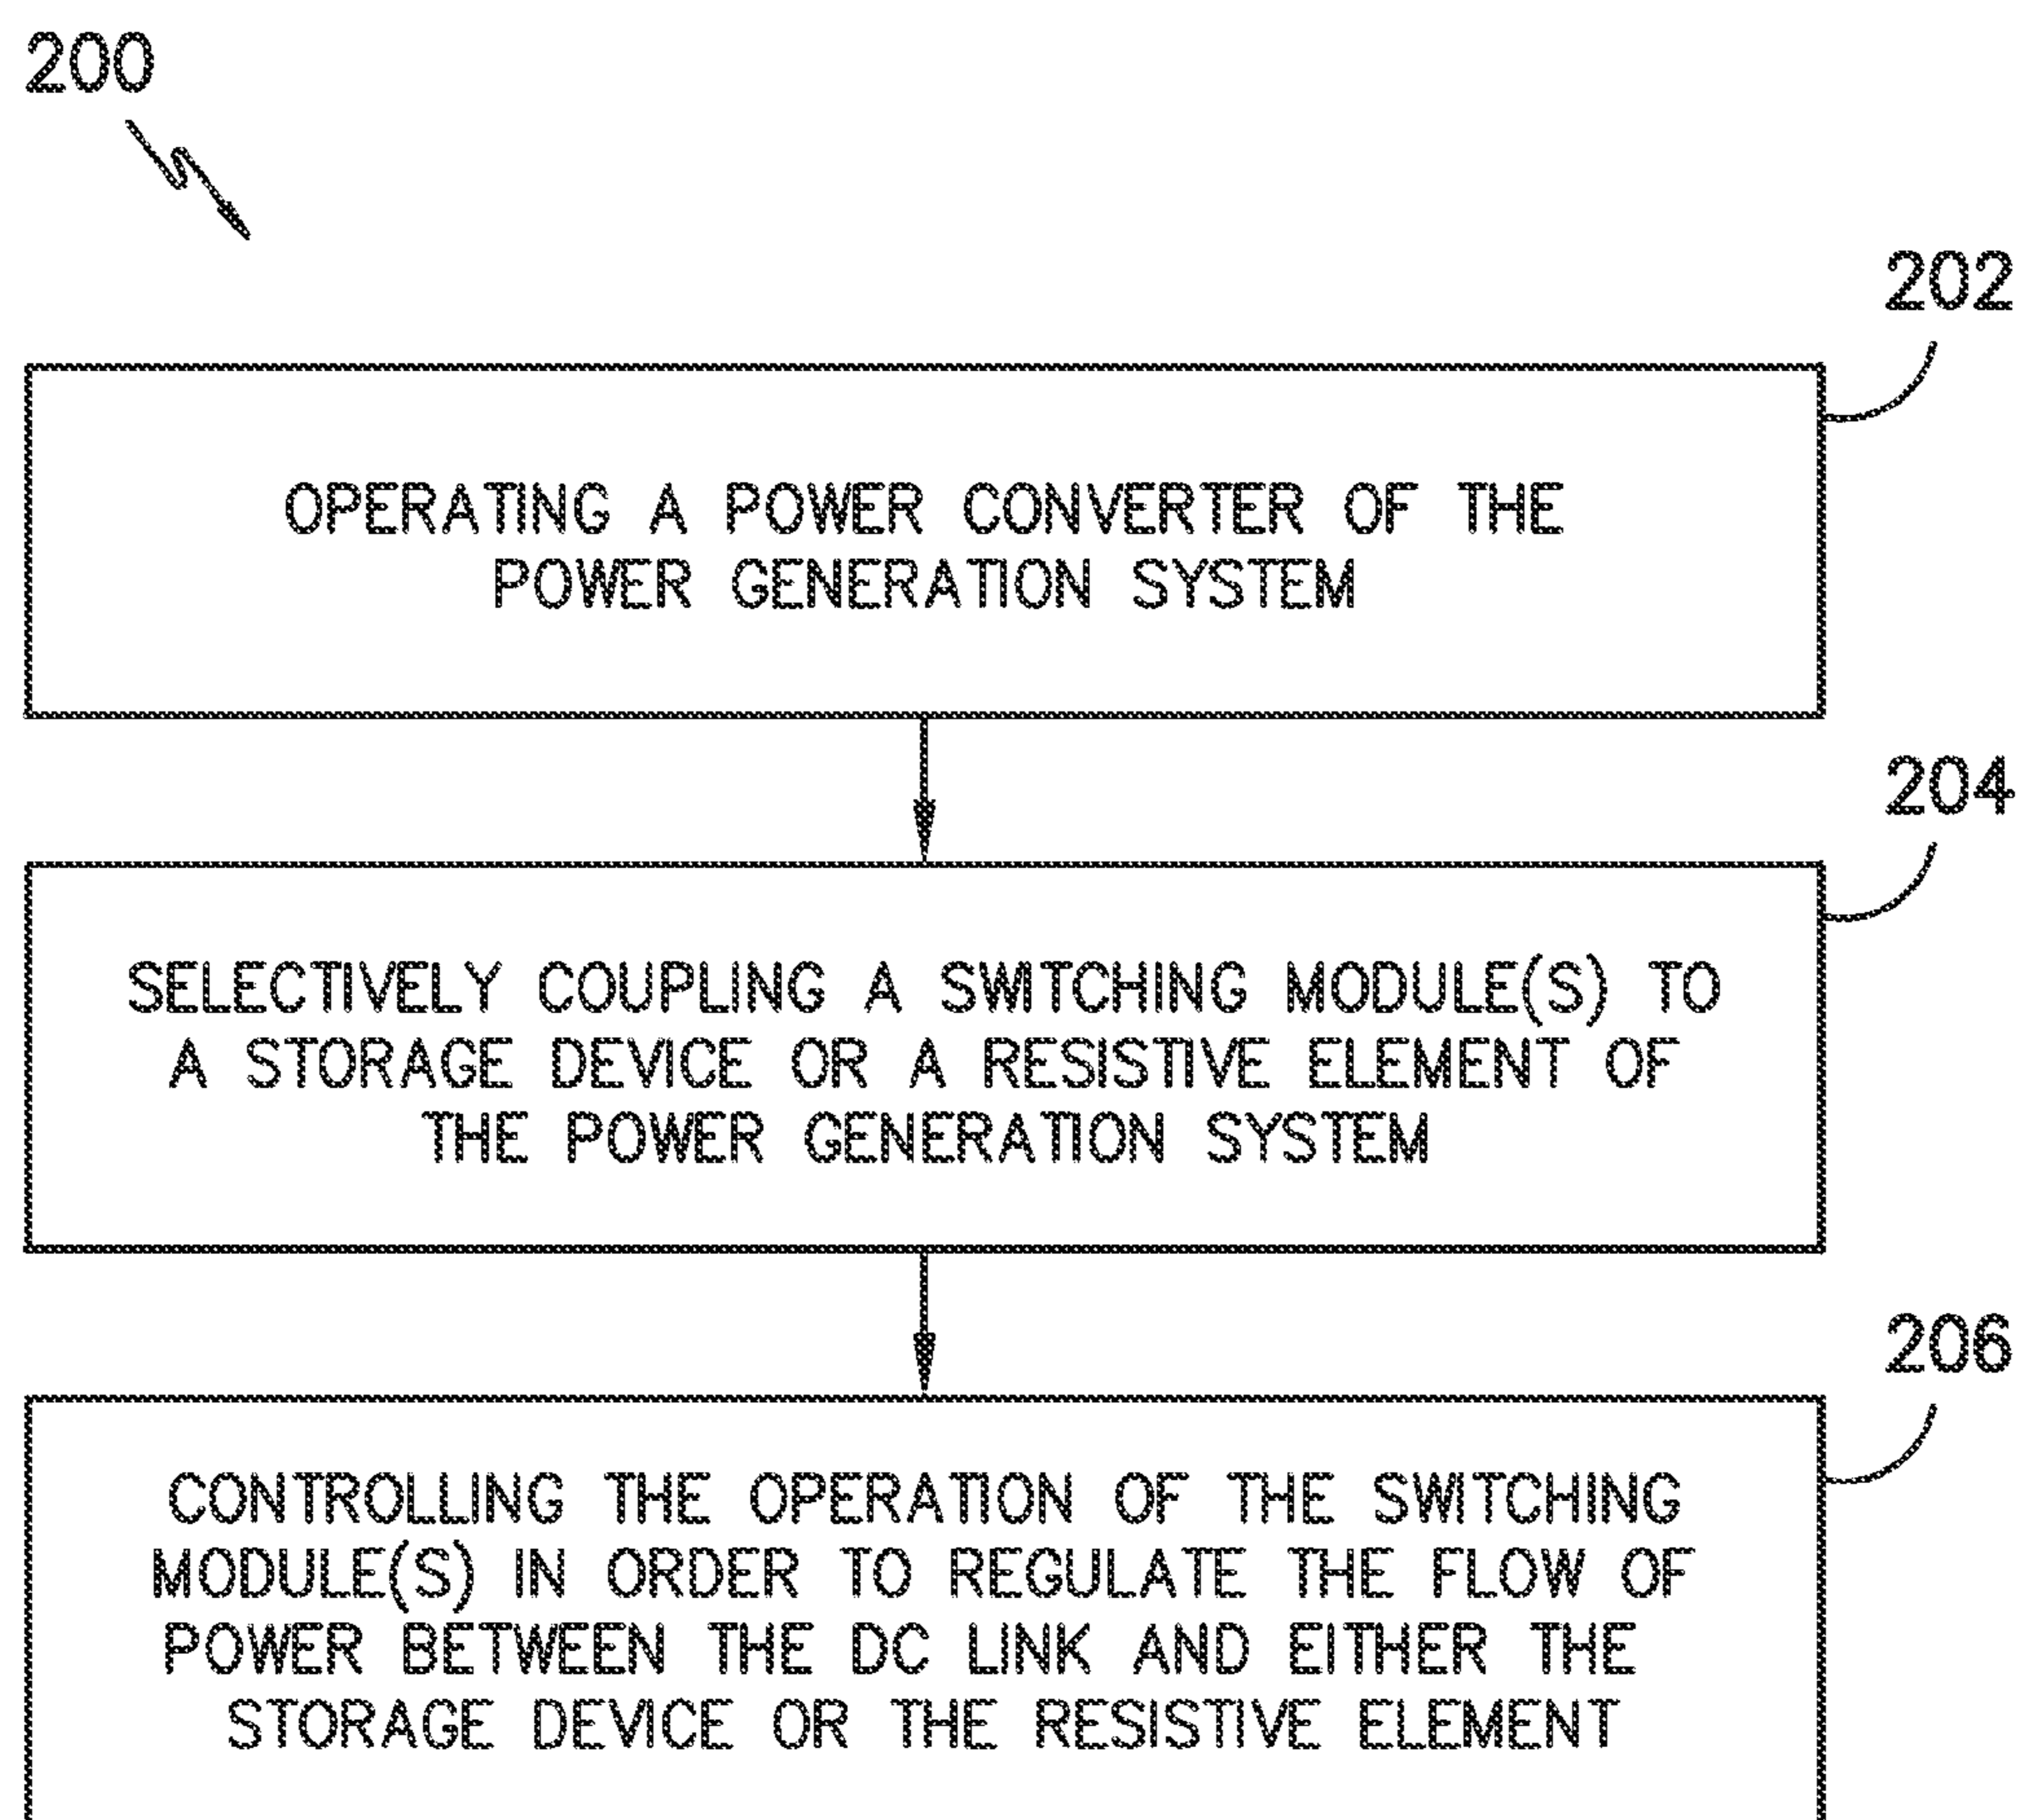 200
202
OPERATING A POWER CONVERTER OF THE
POWER GENERATION SYSTEM
204
SELECTIVELY COUPLING A SWITCHING MODULE(S) TO
A STORAGE DEVICE OR A RESISTIVE ELEMENT OF
THE POWER GENERATION SYSTEM
206
CONTROLLING THE OPERATION OF THE SWITCHING
MODULE(S) IN ORDER TO REGULATE THE FLOW OF
POWER BETWEEN THE DC LINK AND EITHER THE
STORAGE DEVICE OR THE RESISTIVE ELEMENT